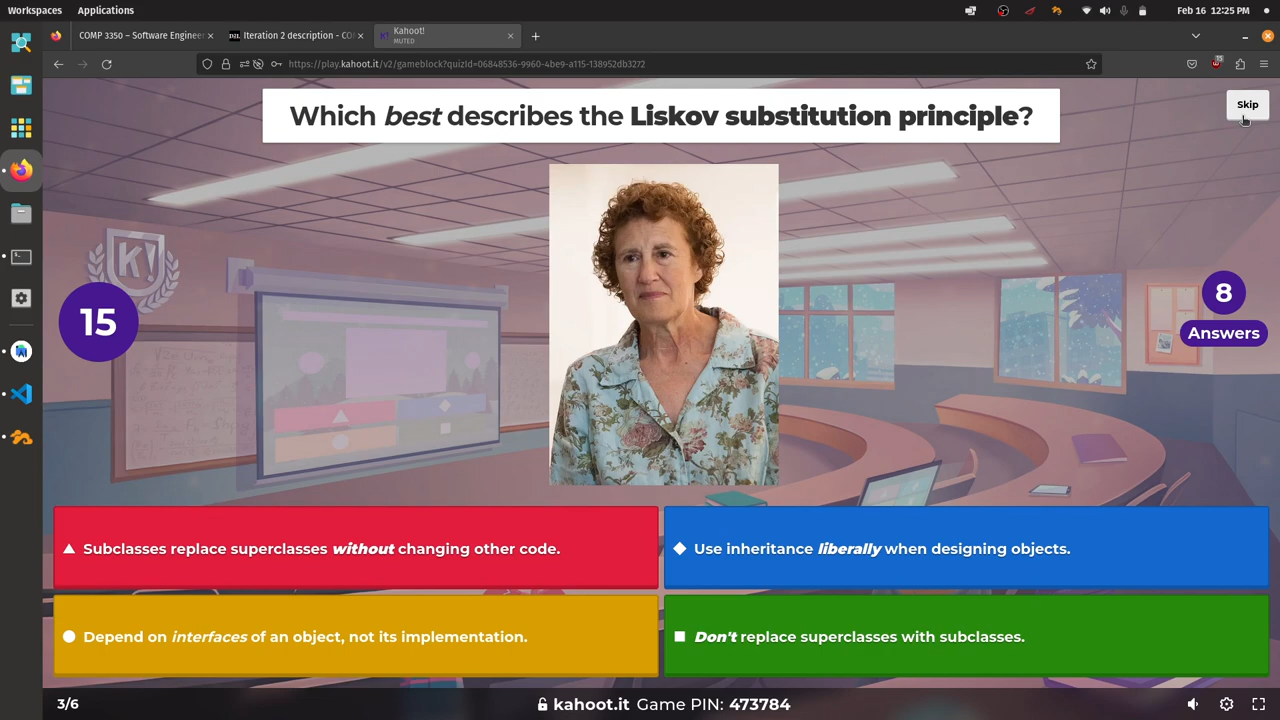 Workspaces
Applications
Feb 16 12:25 PM
COMP 3350 – Software Engineer
Iteration 2 description - CO
Kahoot!
MUTED
https://play.kahoot.it/v2/gameblock?quizId=06848536-9960-4be9-a115-138952db3272
Which best describes the Liskov substitution principle?
Skip
K!
15
8
Answers
Subclasses replace superclasses without changing other code.
Use inheritance liberally when designing objects.
Depend on interfaces of an object, not its implementation.
Don't replace superclasses with subclasses.
3/6
kahoot.it Game PIN: 473784